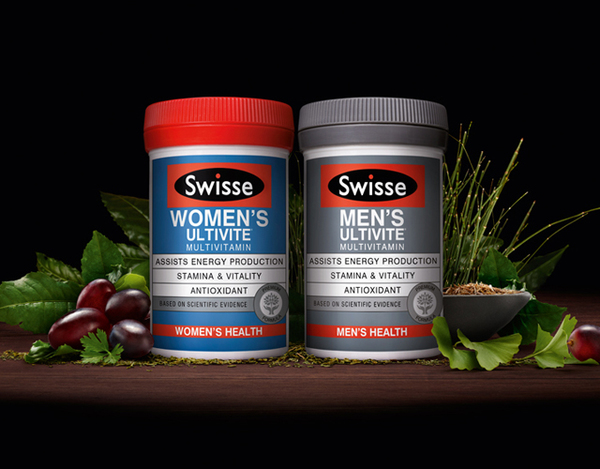 Swisse
WOMEN'S
ULTIVITE
MULTIVITAMIN
ASSISTS ENERGY PRODUCTION
STAMINA & VITALITY
ANTIOXIDANT
BASED ON SCIENTIFIC EVIDENCE
WOMEN'S HEALTH
Swisse
MEN'S
ULTIVITE
MULTIVITAMIN
ASSISTS ENERGY PRODUCTION
STAMINA & VITALITY
ANTIOXIDANT
BASED ON SCIENTIFIC EVIDENCE
MEN'S HEALTH